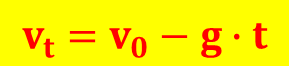 vₜ = v₀ − g · t